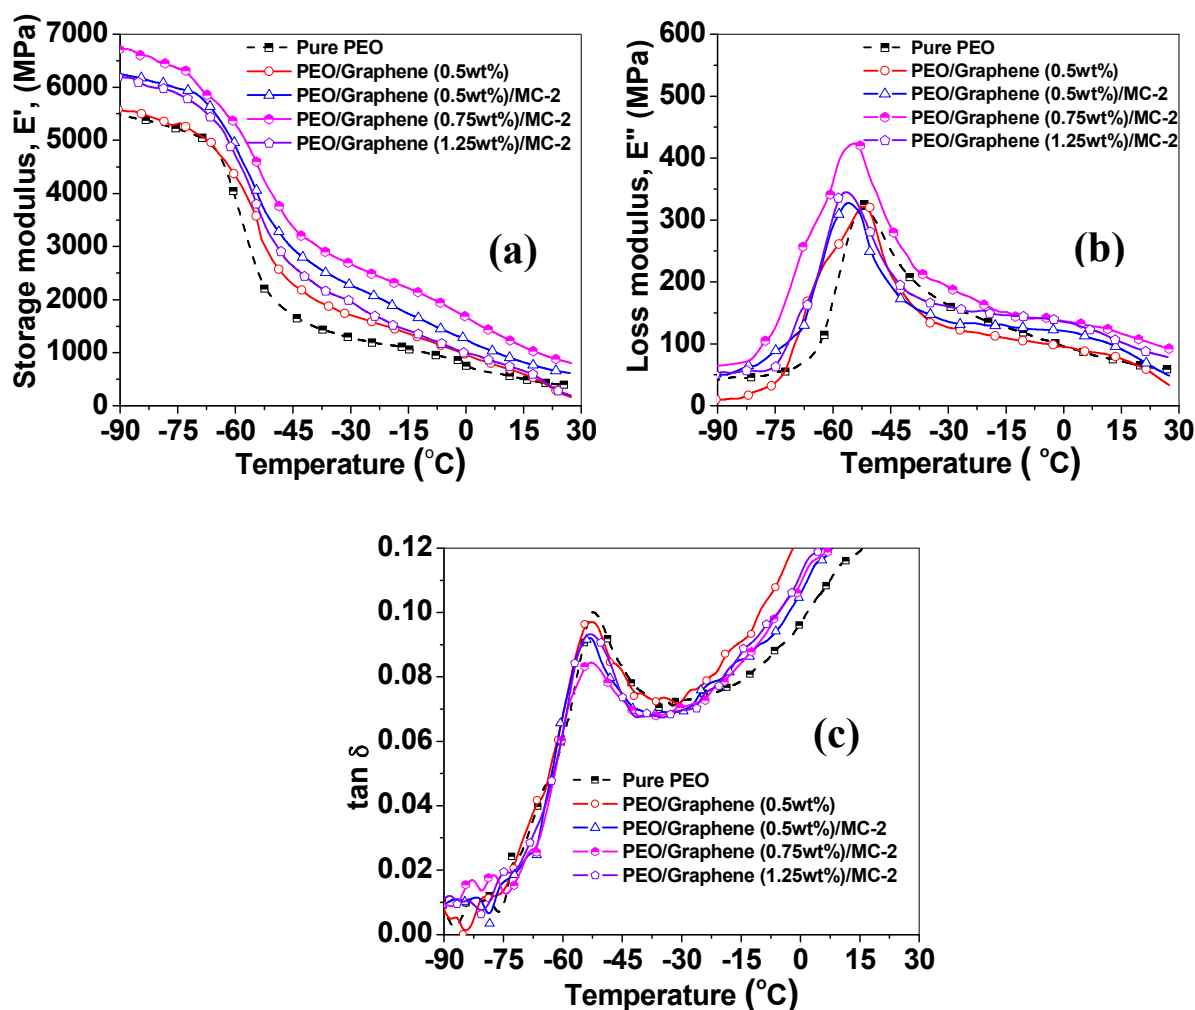 7000
6000
5000
4000
3000
2000
1000
0
Storage modulus, E', (MPa)
Pure PEO
PEO/Graphene (0.5wt%)
PEO/Graphene (0.5wt%)/MC-2
PEO/Graphene (0.75wt%)/MC-2
PEO/Graphene (1.25wt%)/MC-2
(a)
-90 -75 -60 -45 -30 -15 0 15 30
Temperature (°C)
600
500
400
300
200
100
0
Loss modulus, E'' (MPa)
Pure PEO
PEO/Graphene (0.5wt%)
PEO/Graphene (0.5wt%)/MC-2
PEO/Graphene (0.75wt%)/MC-2
PEO/Graphene (1.25wt%)/MC-2
(b)
-90 -75 -60 -45 -30 -15 0 15 30
Temperature ( °C)
0.12
0.10
0.08
0.06
0.04
0.02
0.00
tan δ
(c)
Pure PEO
PEO/Graphene (0.5wt%)
PEO/Graphene (0.5wt%)/MC-2
PEO/Graphene (0.75wt%)/MC-2
PEO/Graphene (1.25wt%)/MC-2
-90 -75 -60 -45 -30 -15 0 15 30
Temperature (°C)